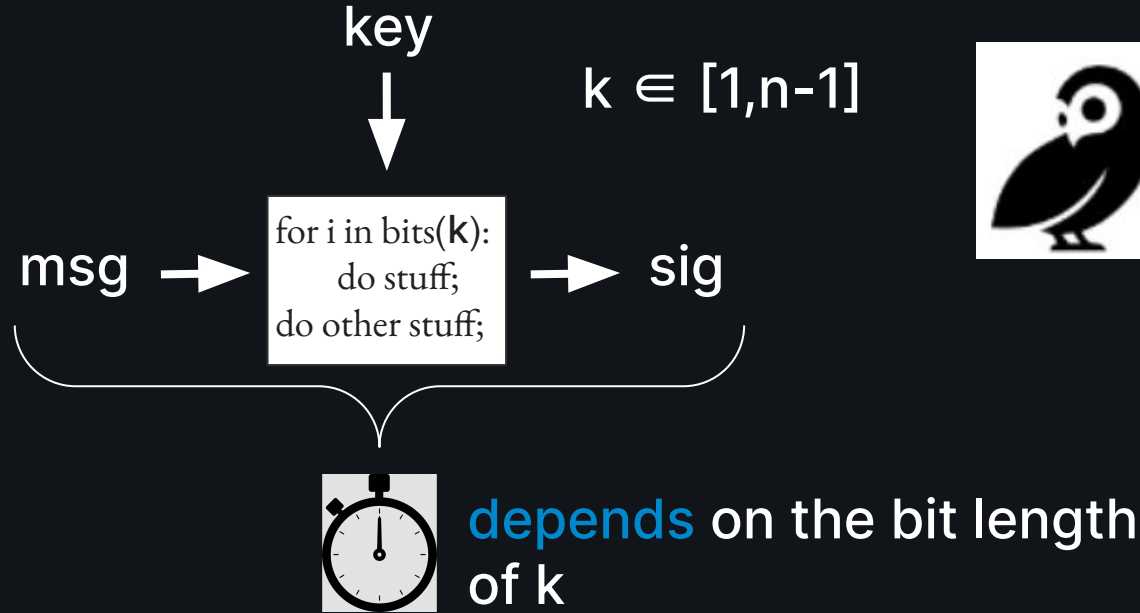 key
k ∈ [1,n-1]
for i in bits(k):
do stuff;
do other stuff;
msg
sig
depends on the bit length
of k